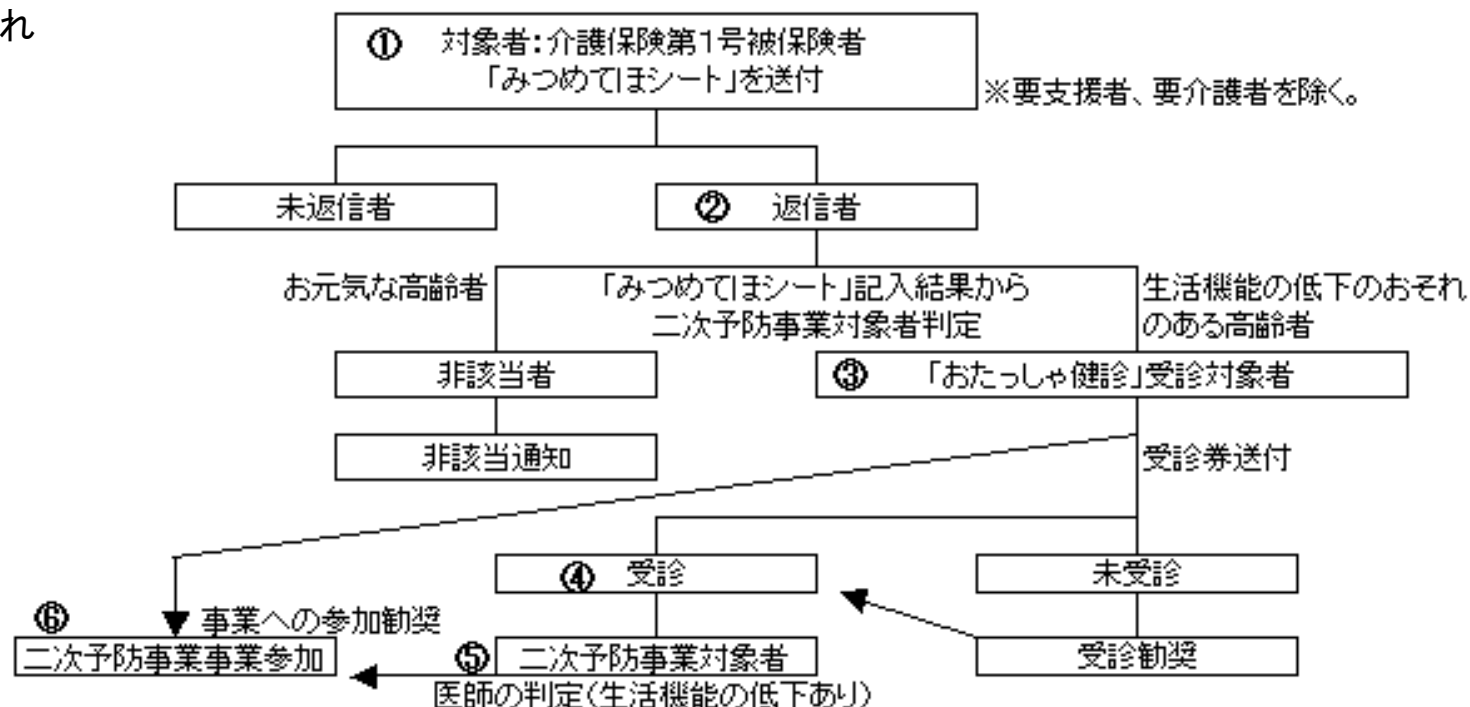 れ
① 対象者：介護保険第1号被保険者
「みつめてほシート」を送付
※要支援者、要介護者を除く。
未返信者
② 返信者
お元気な高齢者
「みつめてほシート」記入結果から
二次予防事業対象者判定
生活機能の低下のおそれ
のある高齢者
非該当者
③ 「おたっしゃ健診」受診対象者
非該当通知
受診券送付
④ 受診
未受診
⑥ 事業への参加勧奨
二次予防事業事業参加
⑤ 二次予防事業対象者
受診勧奨
医師の判定（生活機能の低下あり）